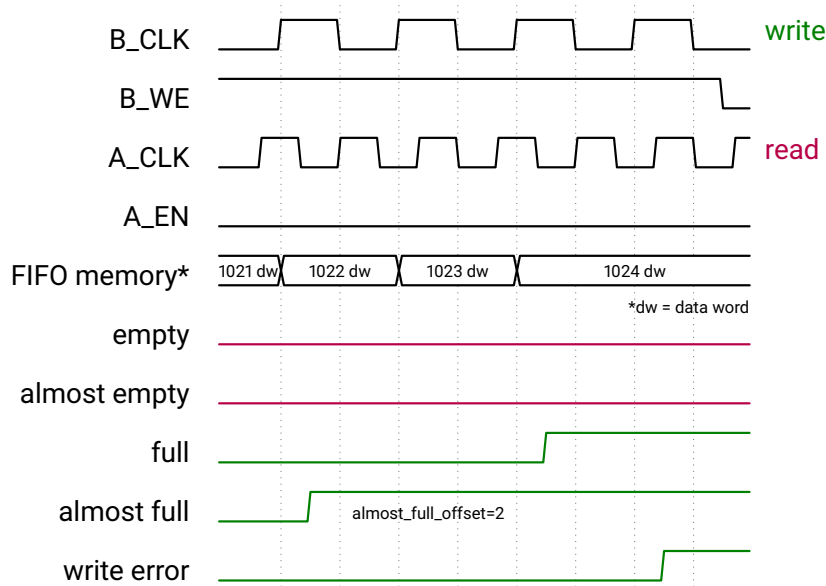 B_CLK
write
B_WE
A_CLK
read
A_EN
FIFO memory*
1021 dw
1022 dw
1023 dw
1024 dw
*dw = data word
empty
almost empty
full
almost full
almost_full_offset=2
write error